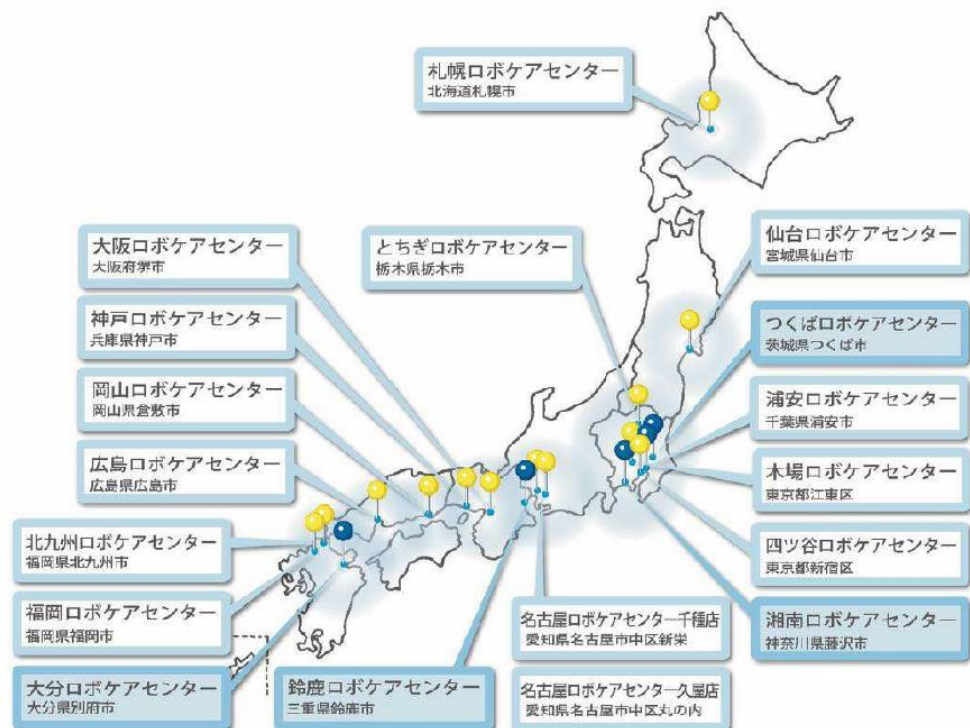 札幌ロボケアセンター
北海道札幌市
大阪ロボケアセンター
大阪府堺市
神戸ロボケアセンター
兵庫県神戸市
岡山ロボケアセンター
岡山県倉敷市
広島ロボケアセンター
広島県広島市
北九州ロボケアセンター
福岡県北九州市
福岡ロボケアセンター
福岡県福岡市
大分ロボケアセンター
大分県別府市
とちぎロボケアセンター
栃木県栃木市
鈴鹿ロボケアセンター
三重県鈴鹿市
名古屋ロボケアセンター千種店
愛知県名古屋市中区新栄
名古屋ロボケアセンター久屋店
愛知県名古屋市中区丸の内
仙台ロボケアセンター
宮城県仙台市
つくばロボケアセンター
茨城県つくば市
浦安ロボケアセンター
千葉県浦安市
木場ロボケアセンター
東京都江東区
四ツ谷ロボケアセンター
東京都新宿区
湘南ロボケアセンター
神奈川県藤沢市